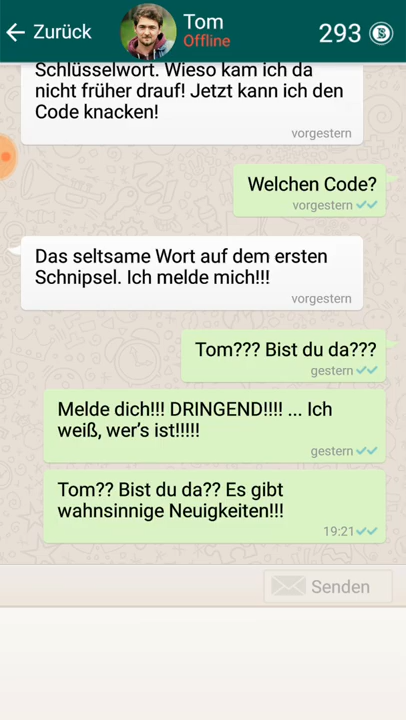 Zurück
Tom
Offline
293
Schlüsselwort. Wieso kam ich da
nicht früher drauf! Jetzt kann ich den
Code knacken!
vorgestern
Welchen Code?
vorgestern
Das seltsame Wort auf dem ersten
Schnipsel. Ich melde mich!!!
vorgestern
Tom??? Bist du da???
gestern
Melde dich!!! DRINGEND!!!! ... Ich
weiß, wer's ist!!!!!
gestern
Tom?? Bist du da?? Es gibt
wahnsinnige Neuigkeiten!!!
19:21
Senden